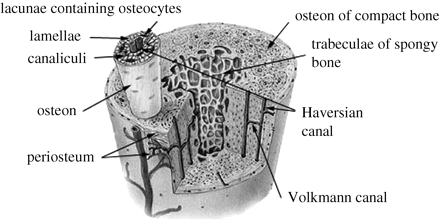 lacunae containing osteocytes
lamellae
canaliculi
osteon
periosteum
osteon of compact bone
trabeculae of spongy
bone
Haversian
canal
Volkmann canal